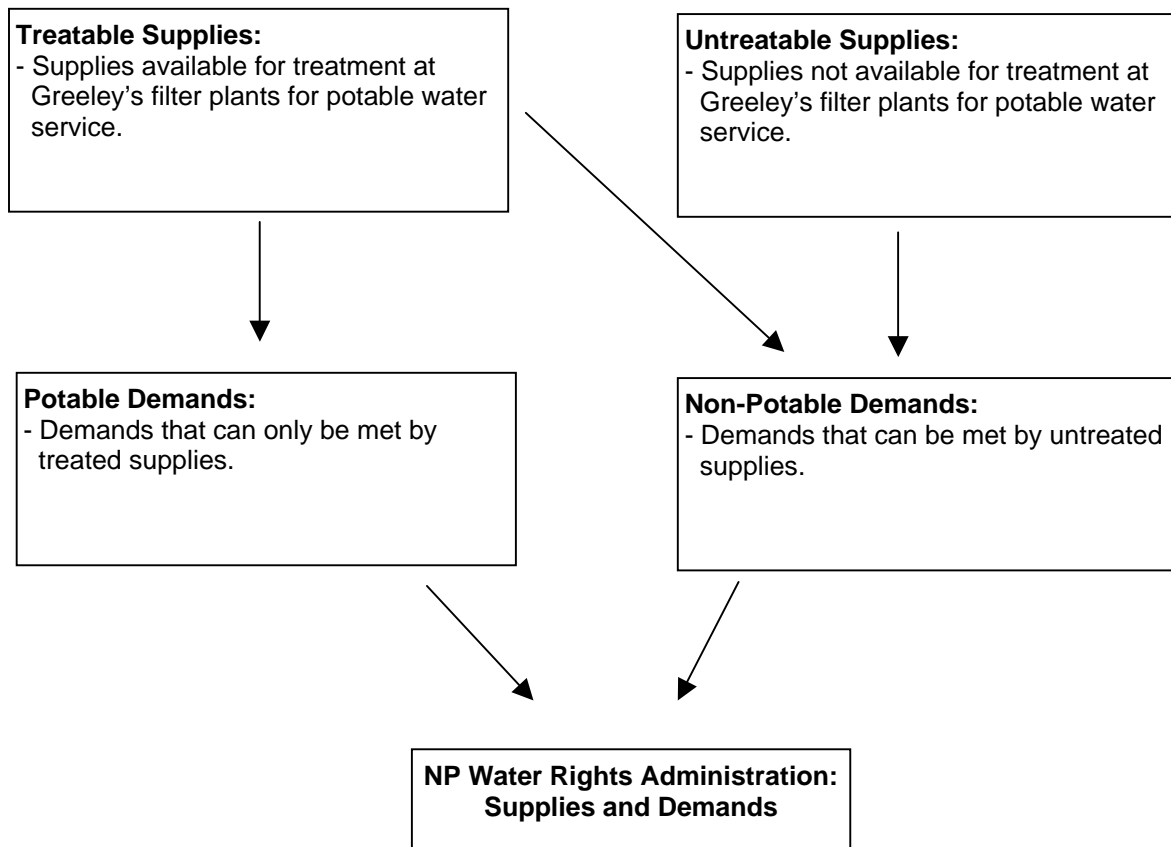 Treatable Supplies:
- Supplies available for treatment at
Greeley’s filter plants for potable water
service.
Untreatable Supplies:
- Supplies not available for treatment at
Greeley’s filter plants for potable water
service.
Potable Demands:
- Demands that can only be met by
treated supplies.
Non-Potable Demands:
- Demands that can be met by untreated
supplies.
NP Water Rights Administration:
Supplies and Demands